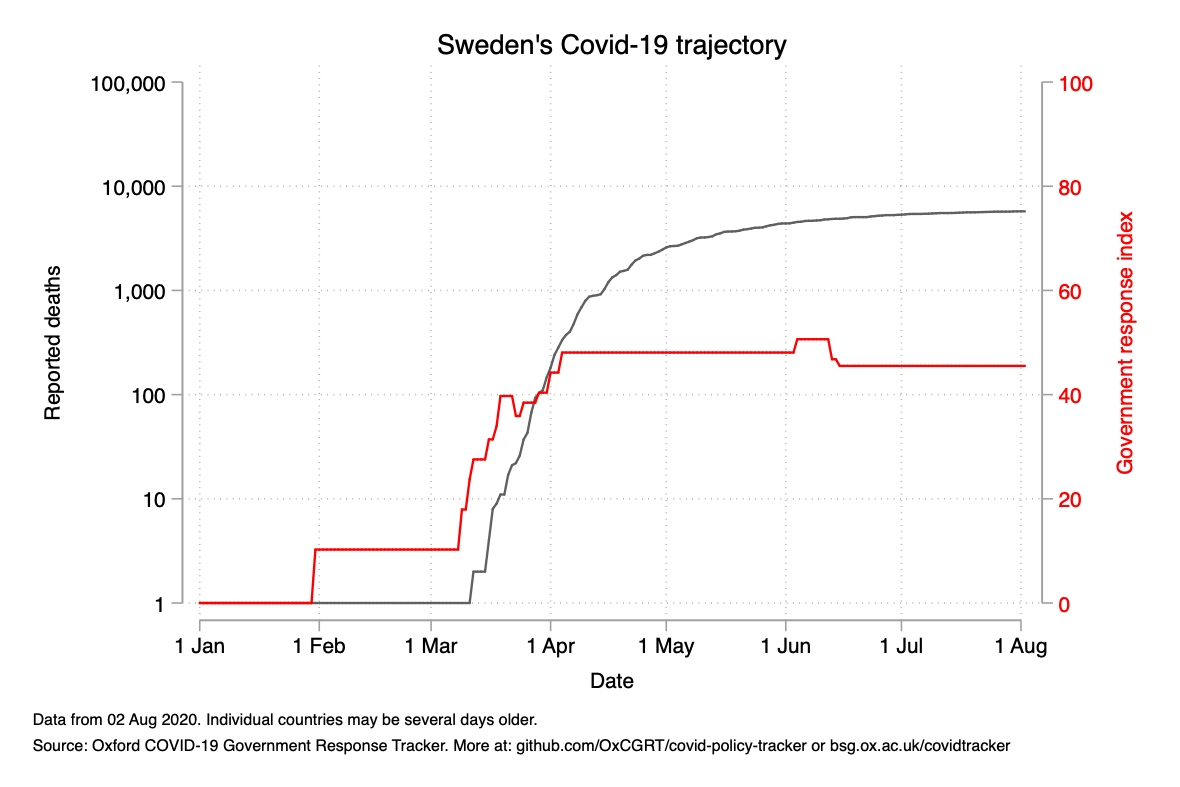 Sweden's Covid-19 trajectory
100,000
10,000
1,000
100
10
1
Reported deaths
100
80
60
40
20
0
Government response index
1 Jan 1 Feb 1 Mar 1 Apr 1 May 1 Jun 1 Jul 1 Aug
Date
Data from 02 Aug 2020. Individual countries may be several days older.
Source: Oxford COVID-19 Government Response Tracker. More at: github.com/OxCGRT/covid-policy-tracker or bsg.ox.ac.uk/covidtracker